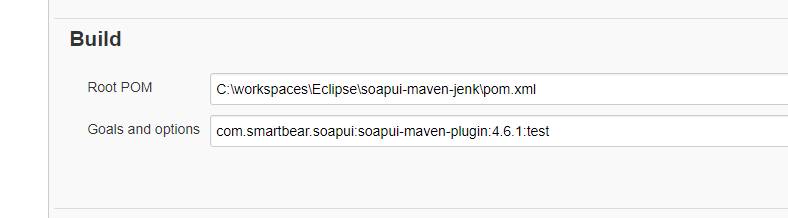 Build
Root POM C:\workspaces\Eclipse\soapui-maven-jenk\pom.xml
Goals and options com.smartbear.soapui:soapui-maven-plugin:4.6.1:test